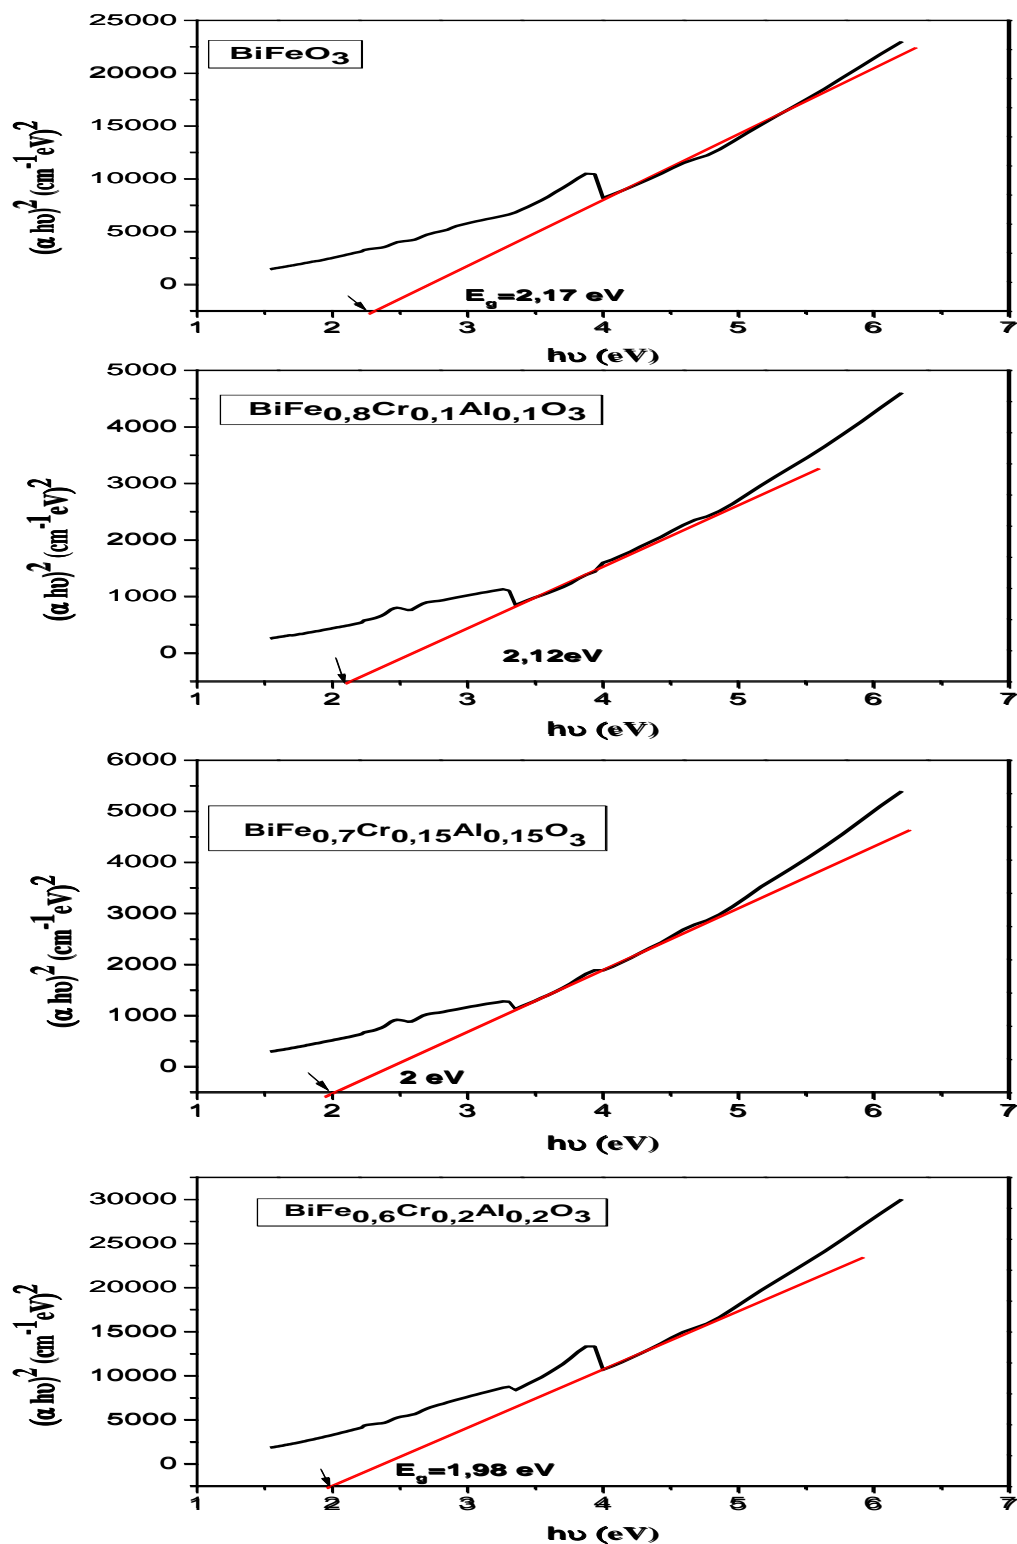 25000
BiFeO3
20000
15000
10000
5000
0
(α hυ)2 (cm-1eV)2
Eg=2,17 eV
1 2 3 4 5 6 7
hυ (eV)
5000
BiFe0,8Cr0,1Al0,1O3
4000
3000
2000
1000
0
(α hυ)2 (cm-1eV)2
2,12eV
1 2 3 4 5 6 7
hυ (eV)
6000
5000
BiFe0,7Cr0,15Al0,15O3
4000
3000
2000
1000
0
(α hυ)2 (cm-1eV)2
2 eV
1 2 3 4 5 6 7
hυ (eV)
30000
BiFe0,6Cr0,2Al0,2O3
25000
20000
15000
10000
5000
0
(α hυ)2 (cm-1eV)2
Eg=1,98 eV
1 2 3 4 5 6 7
hυ (eV)